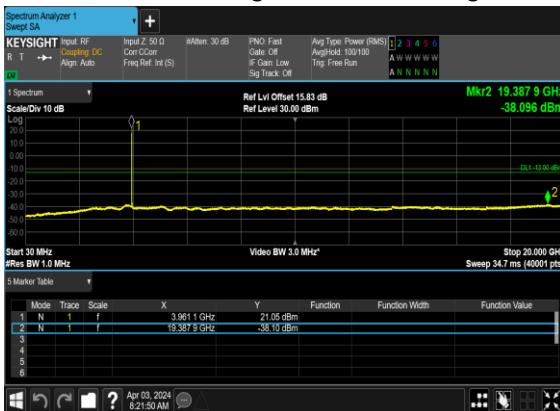 Spectrum Analyzer 1
Swept SA
KEYSIGHT Input: RF Input Z: 50 Ω #Atten: 30 dB PNO: Fast Avg Type: Power (RMS) 1 2 3 4 5 6
R T Coupling: DC Corr CCorr Gate: Off Avg|Hold: 100/100 A W W W W W
Align: Auto Freq Ref: Int (S) IF Gain: Low Trig: Free Run
Sig Track: Off A N N N N N
1 Spectrum Ref Lvl Offset 15.83 dB Mkr2 19.387 9 GHz
Scale/Div 10 dB Ref Level 30.00 dBm -38.096 dBm
Log
20.0 1
10.0
0.00
-10.0 DL1 -13.00 dBm
-20.0
-30.0 2
-40.0
-50.0
-60.0
Start 30 MHz Video BW 3.0 MHz* Stop 20.000 GHz
#Res BW 1.0 MHz Sweep 34.7 ms (40001 pts)
5 Marker Table
Mode Trace Scale X Y Function Function Width Function Value
1 N 1 f 3.961 1 GHz 21.05 dBm
2 N 1 f 19.387 9 GHz -38.10 dBm
3
4
5
6
? Apr 03, 2024
8:21:50 AM